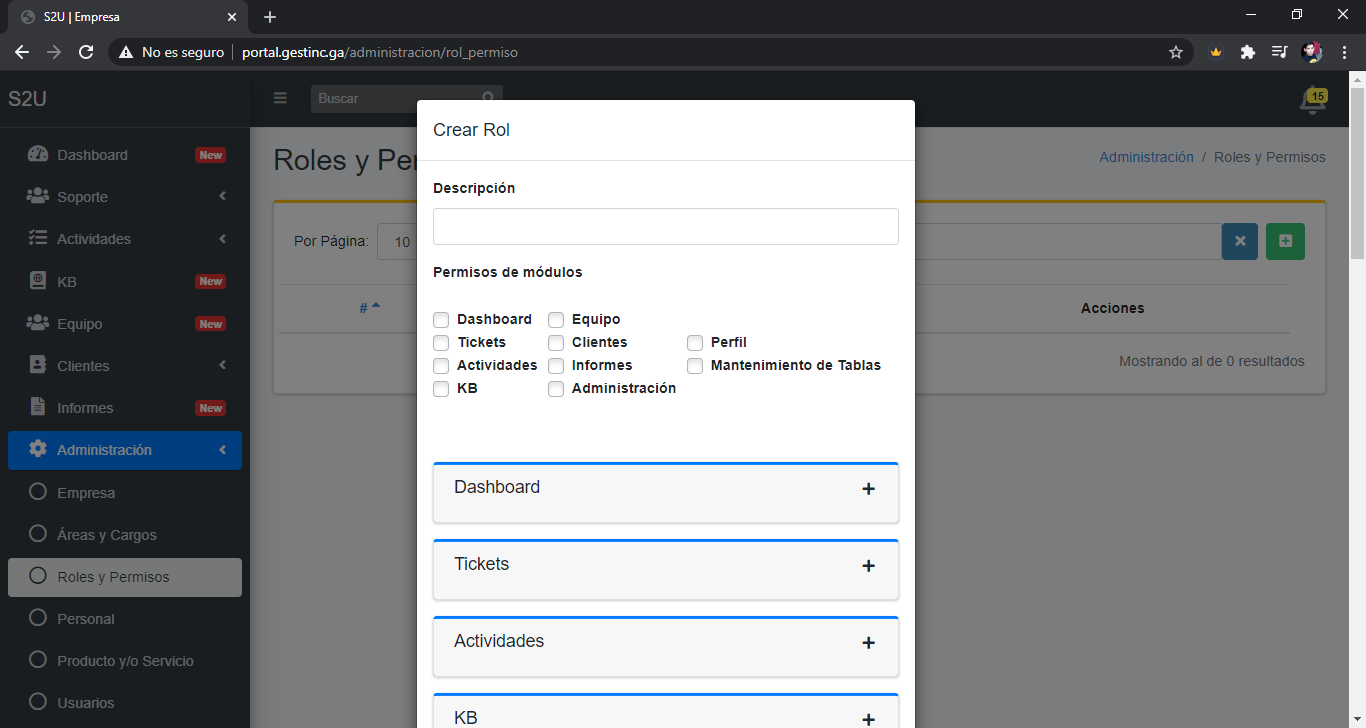 S2U | Empresa
No es seguro
portal.gestinc.ga/administracion/rol_permiso
S2U
Buscar
15
Dashboard New
Soporte
Actividades
KB New
Equipo New
Clientes
Informes New
Administración
Empresa
Áreas y Cargos
Roles y Permisos
Personal
Producto y/o Servicio
Usuarios
Roles y Per
Administración / Roles y Permisos
Por Página: 10
#
Acciones
Mostrando al de 0 resultados
Crear Rol
Descripción
Permisos de módulos
Dashboard Equipo
Tickets Clientes Perfil
Actividades Informes Mantenimiento de Tablas
KB Administración
Dashboard
Tickets
Actividades
KB